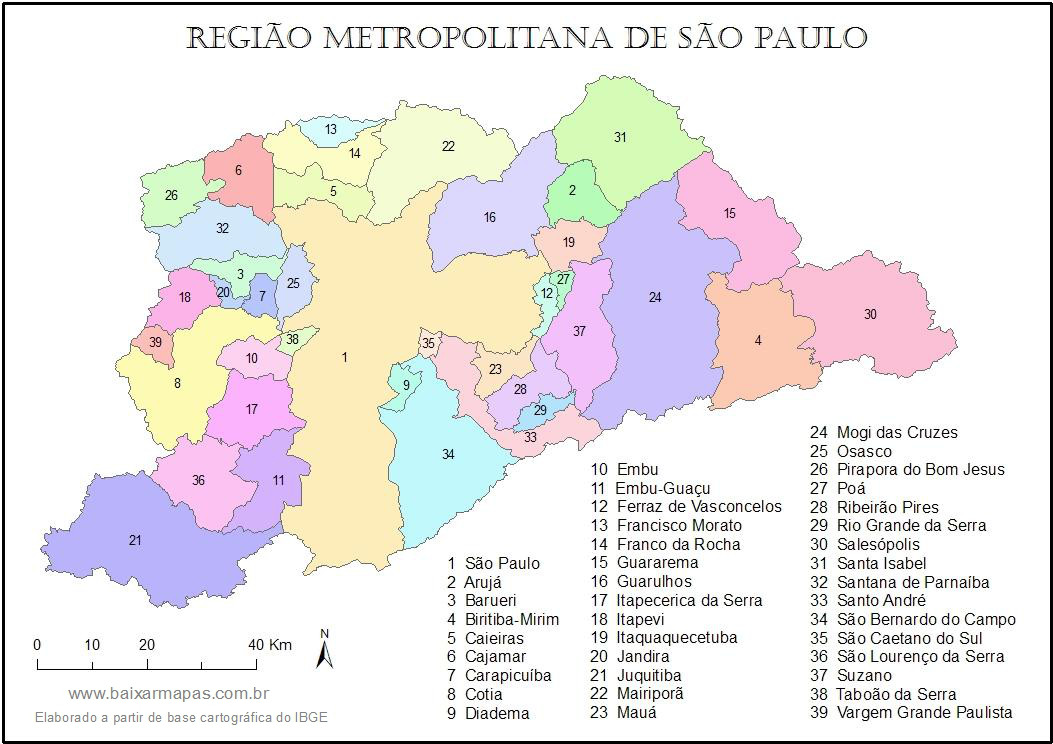 REGIÃO METROPOLITANA DE SÃO PAULO
13
31
14
22
6
5
26
2
16
15
32
19
3
27
25
20
7
12
18
24
30
37
38
39
35
1
4
10
23
8
9
28
17
29
33
34
36
11
21
1 São Paulo
2 Arujá
3 Barueri
4 Biritiba-Mirim
5 Caieiras
6 Cajamar
7 Carapicuíba
8 Cotia
9 Diadema
10 Embu
11 Embu-Guaçu
12 Ferraz de Vasconcelos
13 Francisco Morato
14 Franco da Rocha
15 Guararema
16 Guarulhos
17 Itapecerica da Serra
18 Itapevi
19 Itaquaquecetuba
20 Jandira
21 Juquitiba
22 Mairiporã
23 Mauá
24 Mogi das Cruzes
25 Osasco
26 Pirapora do Bom Jesus
27 Poá
28 Ribeirão Pires
29 Rio Grande da Serra
30 Salesópolis
31 Santa Isabel
32 Santana de Parnaíba
33 Santo André
34 São Bernardo do Campo
35 São Caetano do Sul
36 São Lourenço da Serra
37 Suzano
38 Taboão da Serra
39 Vargem Grande Paulista
0 10 20 40 Km
N
www.baixarmapas.com.br
Elaborado a partir de base cartográfica do IBGE